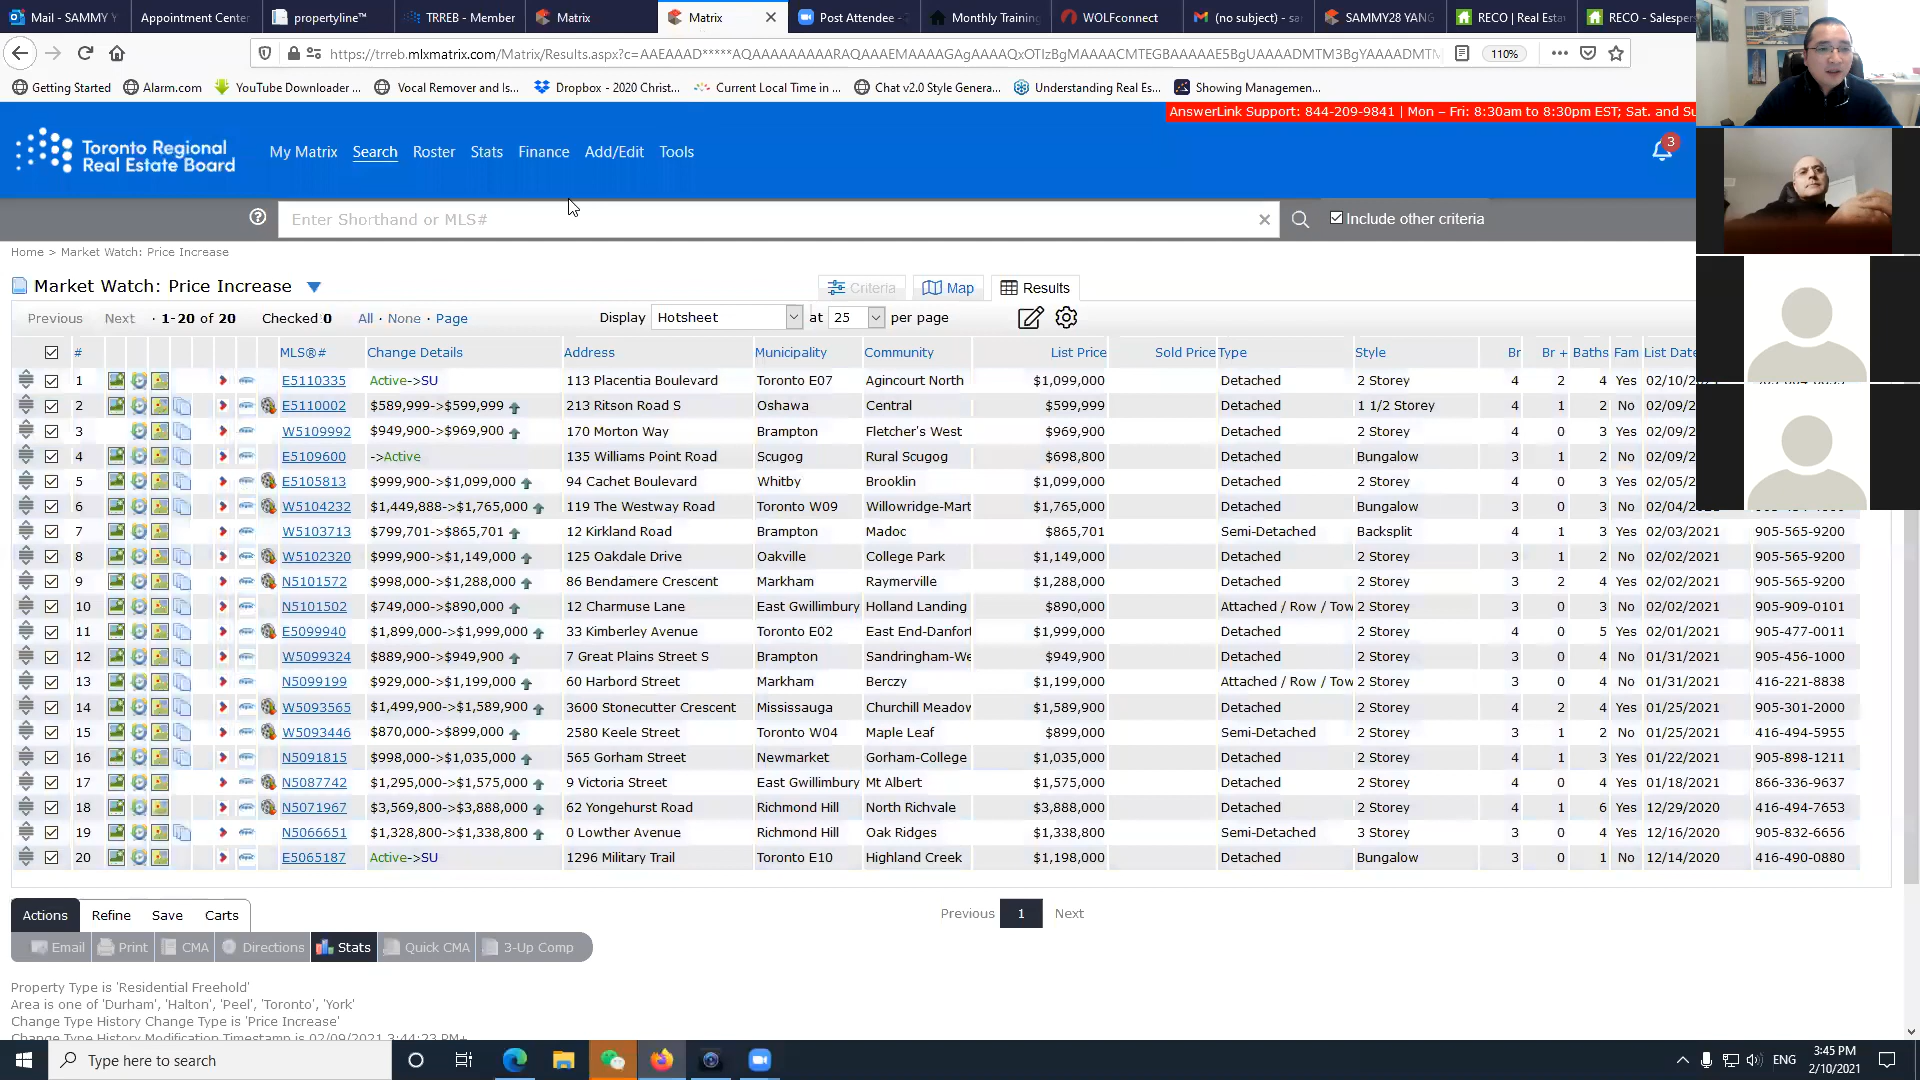 Mail - SAMMY Y
Appointment Center
propertyline™
TRREB - Member
Matrix
Matrix
Post Attendee -
Monthly Training
WOLFconnect
(no subject) - sa
SAMMY28 YANG
RECO | Real Esta
RECO - Salespers
https://trreb.mlxmatrix.com/Matrix/Results.aspx?c=AAEAAAD*****AQAAAAAAAAARAQAAAEMAAAAGAgAAAAQxOTIzBgMAAAACMTEGBAAAAAE5BgUAAAADMTM3BgYAAAADMTM
110%
Getting Started
Alarm.com
YouTube Downloader ...
Vocal Remover and Is...
Dropbox - 2020 Christ...
Current Local Time in ...
Chat v2.0 Style Genera...
Understanding Real Es...
Showing Managemen...
AnswerLink Support: 844-209-9841 | Mon – Fri: 8:30am to 8:30pm EST; Sat. and Su
Toronto Regional
Real Estate Board
My Matrix Search Roster Stats Finance Add/Edit Tools
3
Enter Shorthand or MLS#
Include other criteria
Home > Market Watch: Price Increase
Market Watch: Price Increase
Criteria Map Results
Previous Next · 1-20 of 20 Checked 0 All · None · Page Display Hotsheet at 25 per page
# MLS®# Change Details Address Municipality Community List Price Sold Price Type Style Br Br + Baths Fam List Date
1 E5110335 Active->SU 113 Placentia Boulevard Toronto E07 Agincourt North $1,099,000 Detached 2 Storey 4 2 4 Yes 02/10/2
2 E5110002 $589,999->$599,999 213 Ritson Road S Oshawa Central $599,999 Detached 1 1/2 Storey 4 1 2 No 02/09/2
3 W5109992 $949,900->$969,900 170 Morton Way Brampton Fletcher's West $969,900 Detached 2 Storey 4 0 3 Yes 02/09/2
4 E5109600 ->Active 135 Williams Point Road Scugog Rural Scugog $698,800 Detached Bungalow 3 1 2 No 02/09/2
5 E5105813 $999,900->$1,099,000 94 Cachet Boulevard Whitby Brooklin $1,099,000 Detached 2 Storey 4 0 3 Yes 02/05/2
6 W5104232 $1,449,888->$1,765,000 119 The Westway Road Toronto W09 Willowridge-Mart $1,765,000 Detached Bungalow 3 0 3 No 02/04/2
7 W5103713 $799,701->$865,701 12 Kirkland Road Brampton Madoc $865,701 Semi-Detached Backsplit 4 1 3 Yes 02/03/2021 905-565-9200
8 W5102320 $999,900->$1,149,000 125 Oakdale Drive Oakville College Park $1,149,000 Detached 2 Storey 3 1 2 No 02/02/2021 905-565-9200
9 N5101572 $998,000->$1,288,000 86 Bendamere Crescent Markham Raymerville $1,288,000 Detached 2 Storey 3 2 4 Yes 02/02/2021 905-565-9200
10 N5101502 $749,000->$890,000 12 Charmuse Lane East Gwillimbury Holland Landing $890,000 Attached / Row / Tow 2 Storey 3 0 3 No 02/02/2021 905-909-0101
11 E5099940 $1,899,000->$1,999,000 33 Kimberley Avenue Toronto E02 East End-Danfort $1,999,000 Detached 2 Storey 4 0 5 Yes 02/01/2021 905-477-0011
12 W5099324 $889,900->$949,900 7 Great Plains Street S Brampton Sandringham-We $949,900 Detached 2 Storey 3 0 4 No 01/31/2021 905-456-1000
13 N5099199 $929,000->$1,199,000 60 Harbord Street Markham Berczy $1,199,000 Attached / Row / Tow 2 Storey 3 0 4 No 01/31/2021 416-221-8838
14 W5093565 $1,499,900->$1,589,900 3600 Stonecutter Crescent Mississauga Churchill Meadow $1,589,900 Detached 2 Storey 4 2 4 Yes 01/25/2021 905-301-2000
15 W5093446 $870,000->$899,000 2580 Keele Street Toronto W04 Maple Leaf $899,000 Semi-Detached 2 Storey 3 1 2 No 01/25/2021 416-494-5955
16 N5091815 $998,000->$1,035,000 565 Gorham Street Newmarket Gorham-College $1,035,000 Detached 2 Storey 4 1 3 Yes 01/22/2021 905-898-1211
17 N5087742 $1,295,000->$1,575,000 9 Victoria Street East Gwillimbury Mt Albert $1,575,000 Detached 2 Storey 4 0 4 Yes 01/18/2021 866-336-9637
18 N5071967 $3,569,800->$3,888,000 62 Yongehurst Road Richmond Hill North Richvale $3,888,000 Detached 2 Storey 4 1 6 Yes 12/29/2020 416-494-7653
19 N5066651 $1,328,800->$1,338,800 0 Lowther Avenue Richmond Hill Oak Ridges $1,338,800 Semi-Detached 3 Storey 3 0 4 Yes 12/16/2020 905-832-6656
20 E5065187 Active->SU 1296 Military Trail Toronto E10 Highland Creek $1,198,000 Detached Bungalow 3 0 1 No 12/14/2020 416-490-0880
Actions Refine Save Carts
Previous 1 Next
Email Print CMA Directions Stats Quick CMA 3-Up Comp
Property Type is 'Residential Freehold'
Area is one of 'Durham', 'Halton', 'Peel', 'Toronto', 'York'
Change Type History Change Type is 'Price Increase'
Change Type History Modification Timestamp is 02/09/2021 3:44:23 PM+
Type here to search
ENG
3:45 PM
2/10/2021